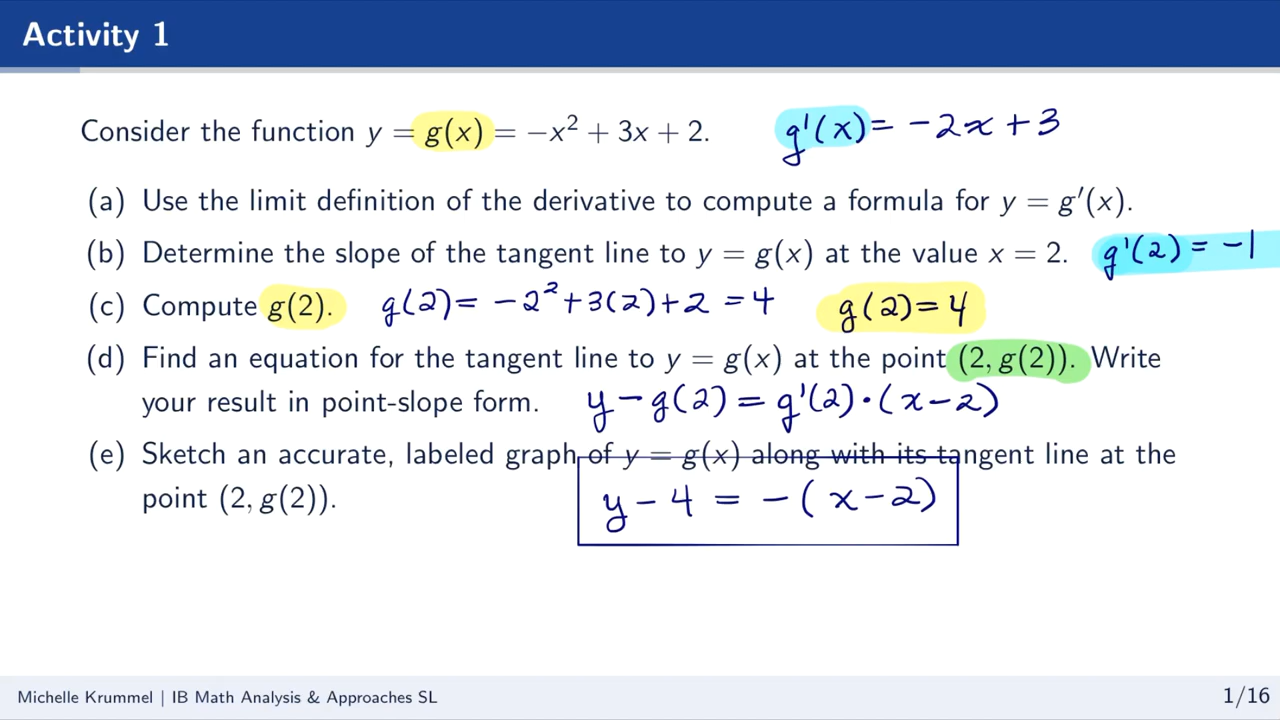 Activity 1
Consider the function y = g(x) = −x² + 3x + 2. g'(x) = −2x + 3
(a) Use the limit definition of the derivative to compute a formula for y = g′(x).
(b) Determine the slope of the tangent line to y = g(x) at the value x = 2. g'(2) = −1
(c) Compute g(2). g(2) = −2² + 3(2) + 2 = 4 g(2) = 4
(d) Find an equation for the tangent line to y = g(x) at the point (2, g(2)). Write
your result in point-slope form. y − g(2) = g'(2) · (x − 2)
(e) Sketch an accurate, labeled graph of y = g(x) along with its tangent line at the
point (2, g(2)). y − 4 = −(x − 2)
Michelle Krummel | IB Math Analysis & Approaches SL 1/16